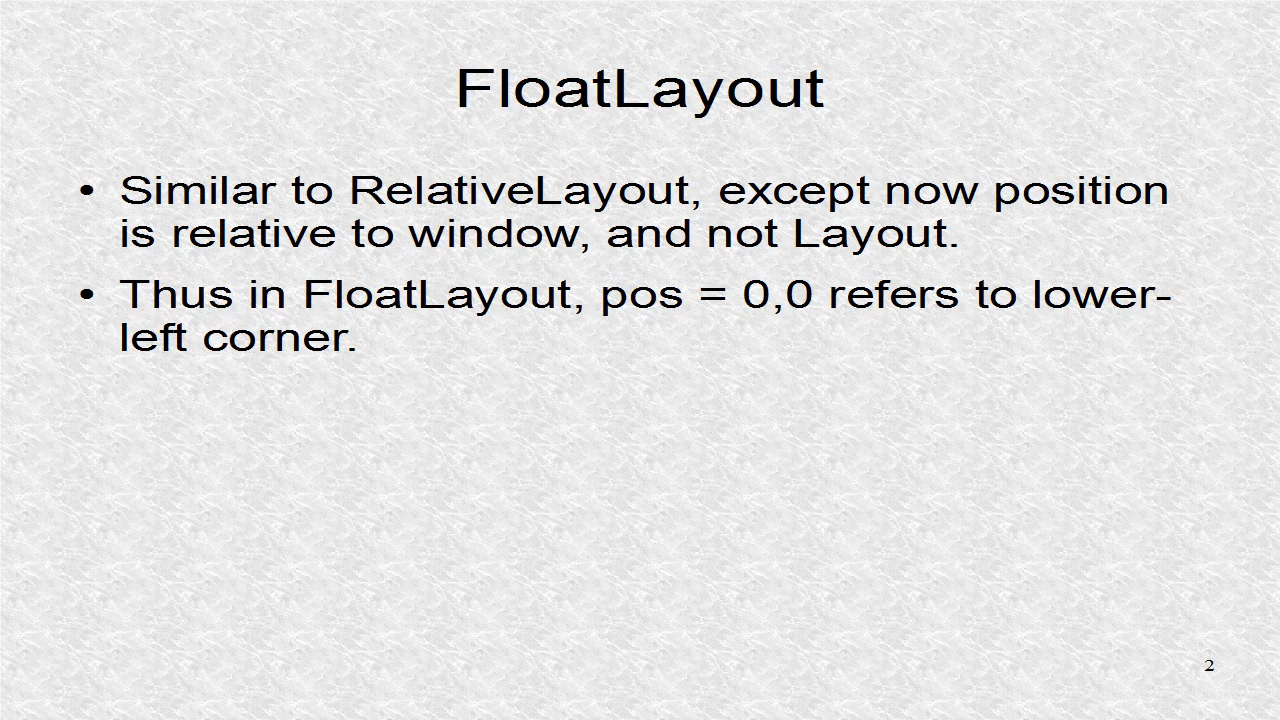 FloatLayout
• Similar to RelativeLayout, except now position
is relative to window, and not Layout.
• Thus in FloatLayout, pos = 0,0 refers to lower-
left corner.
2